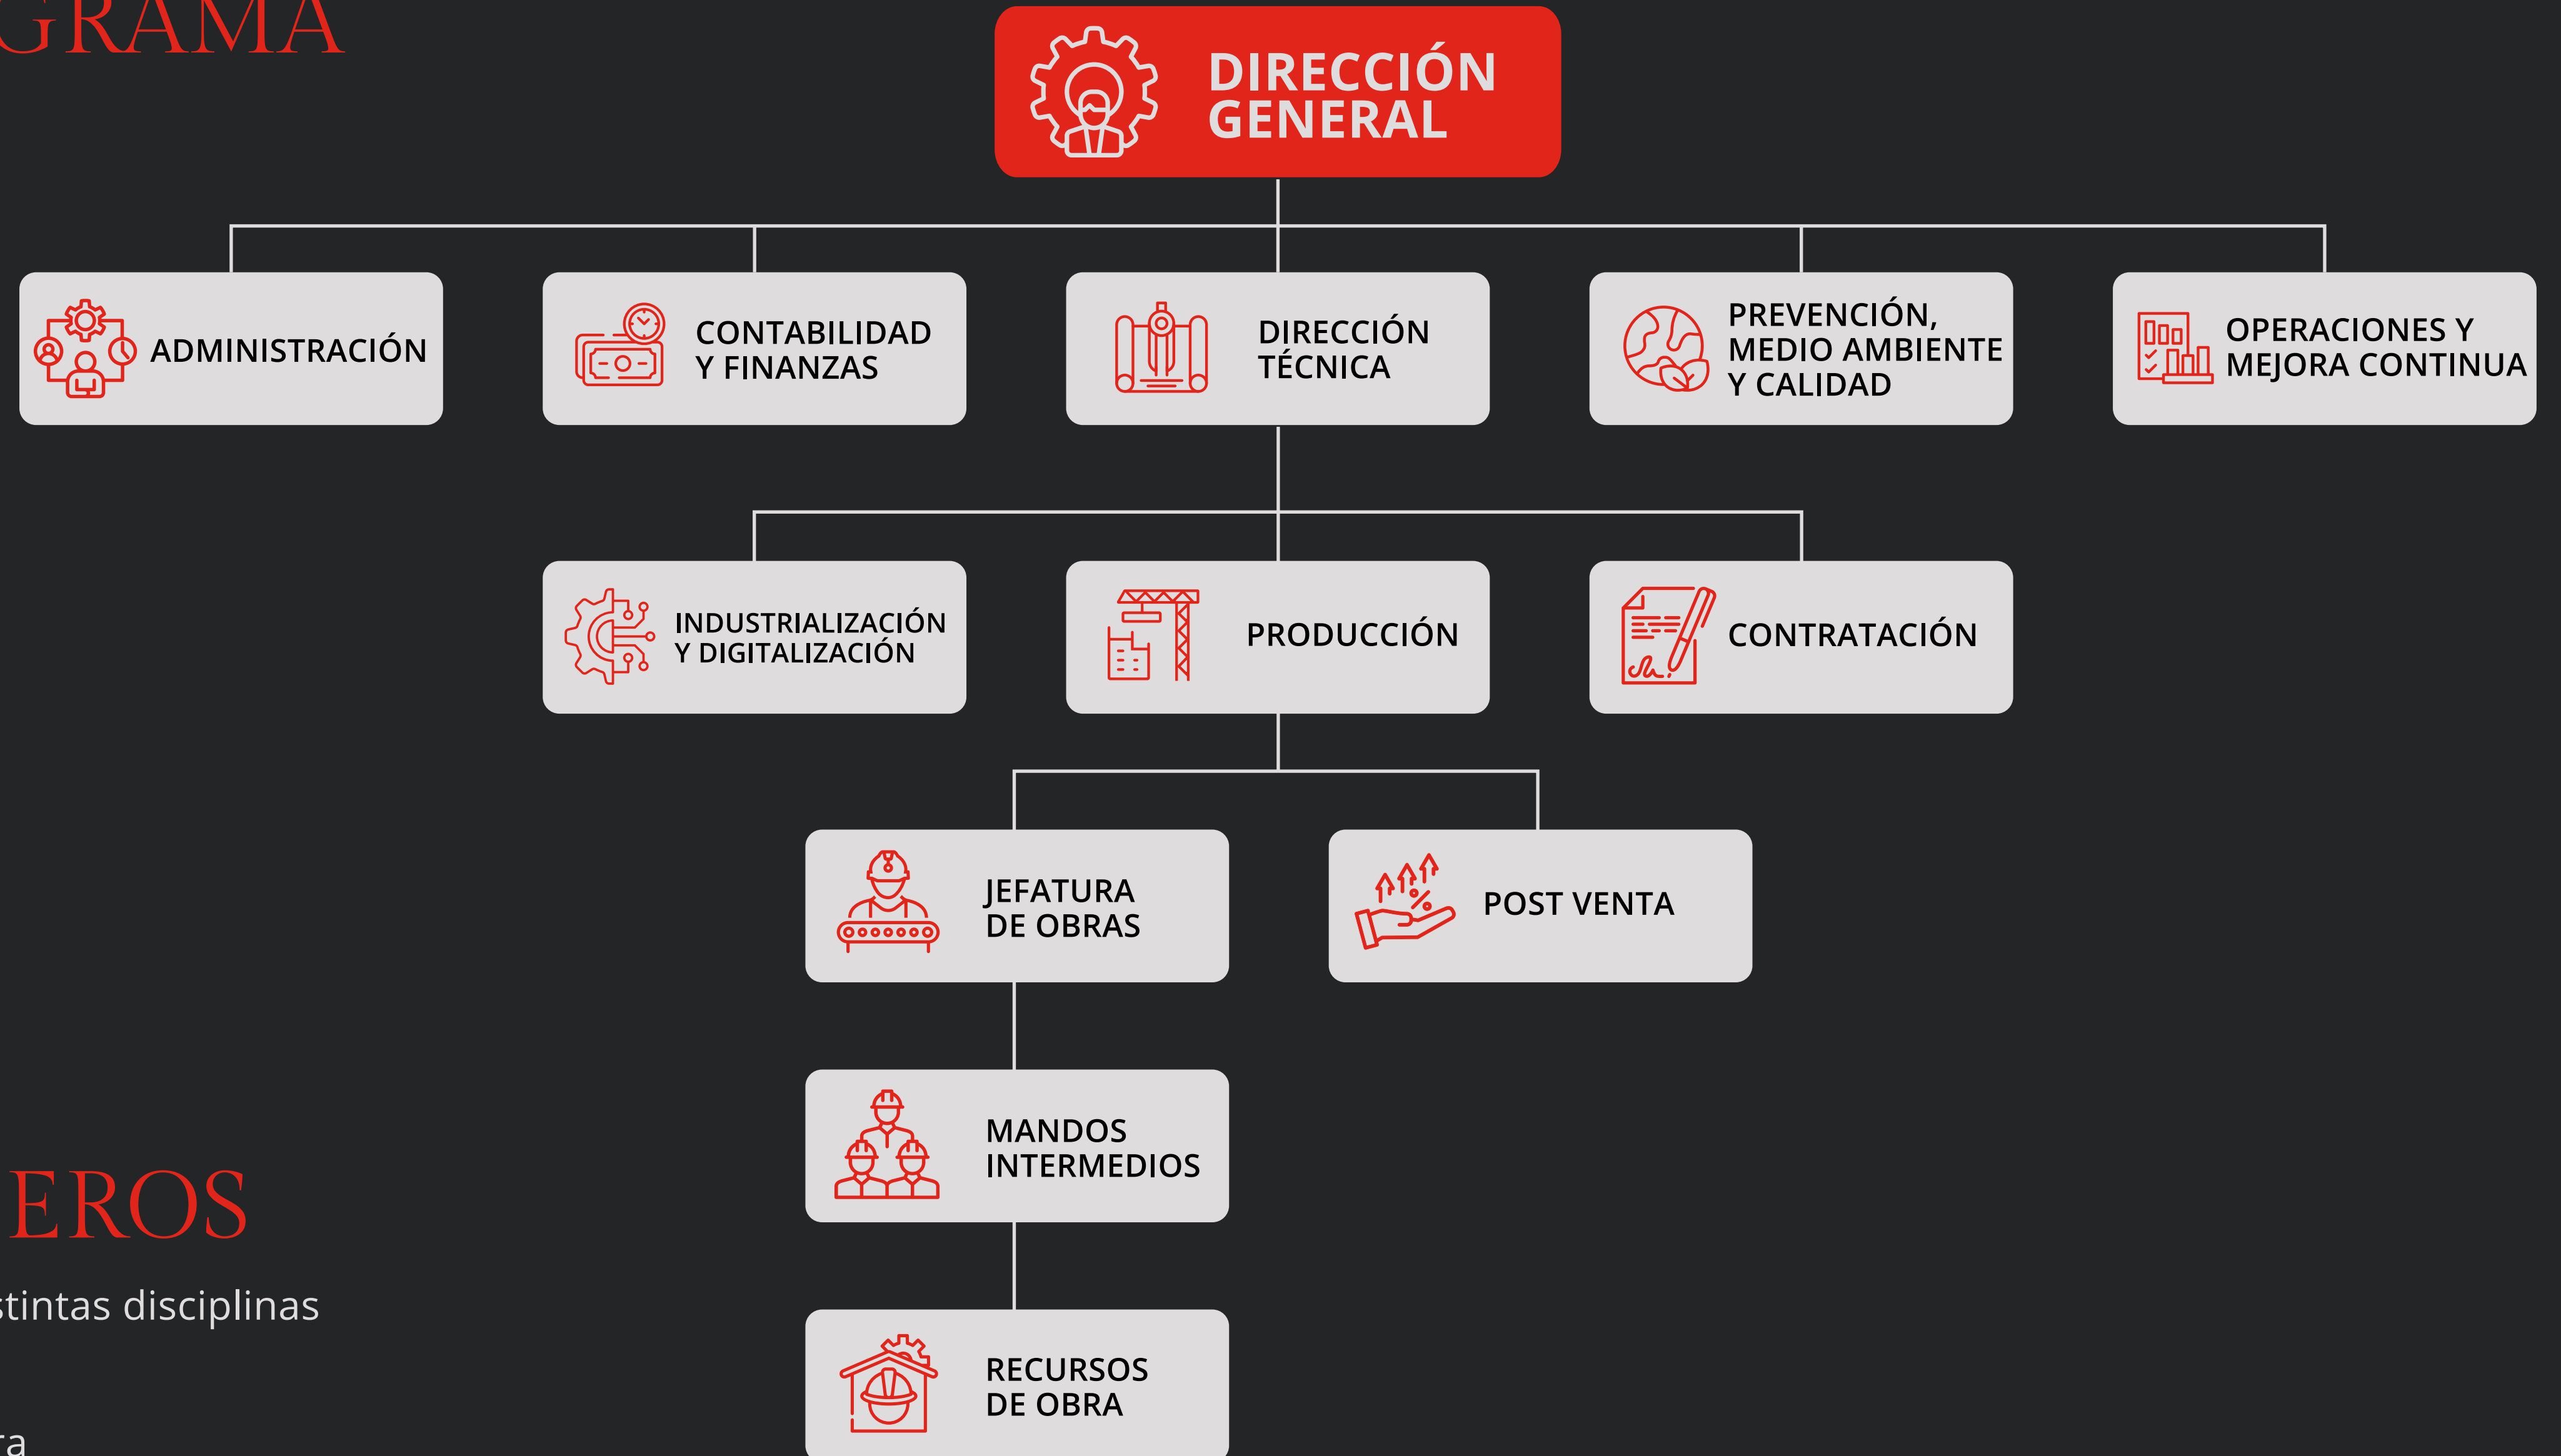 GRAMA
DIRECCIÓN
GENERAL
ADMINISTRACIÓN
CONTABILIDAD
Y FINANZAS
DIRECCIÓN
TÉCNICA
PREVENCIÓN,
MEDIO AMBIENTE
Y CALIDAD
OPERACIONES Y
MEJORA CONTINUA
INDUSTRIALIZACIÓN
Y DIGITALIZACIÓN
PRODUCCIÓN
CONTRATACIÓN
JEFATURA
DE OBRAS
POST VENTA
MANDOS
INTERMEDIOS
RECURSOS
DE OBRA
EROS
stintas disciplinas
ra